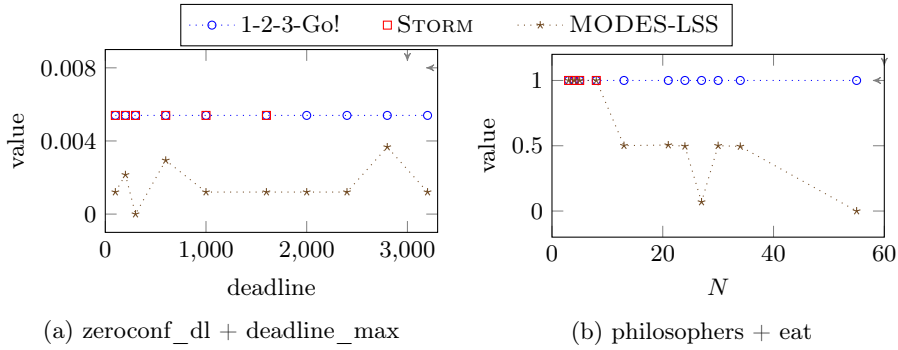 1-2-3-Go! STORM MODES-LSS
0.008
0.004
0
value
0 1,000 2,000 3,000
deadline
(a) zeroconf_dl + deadline_max
1
0.5
0
value
0 20 40 60
N
(b) philosophers + eat